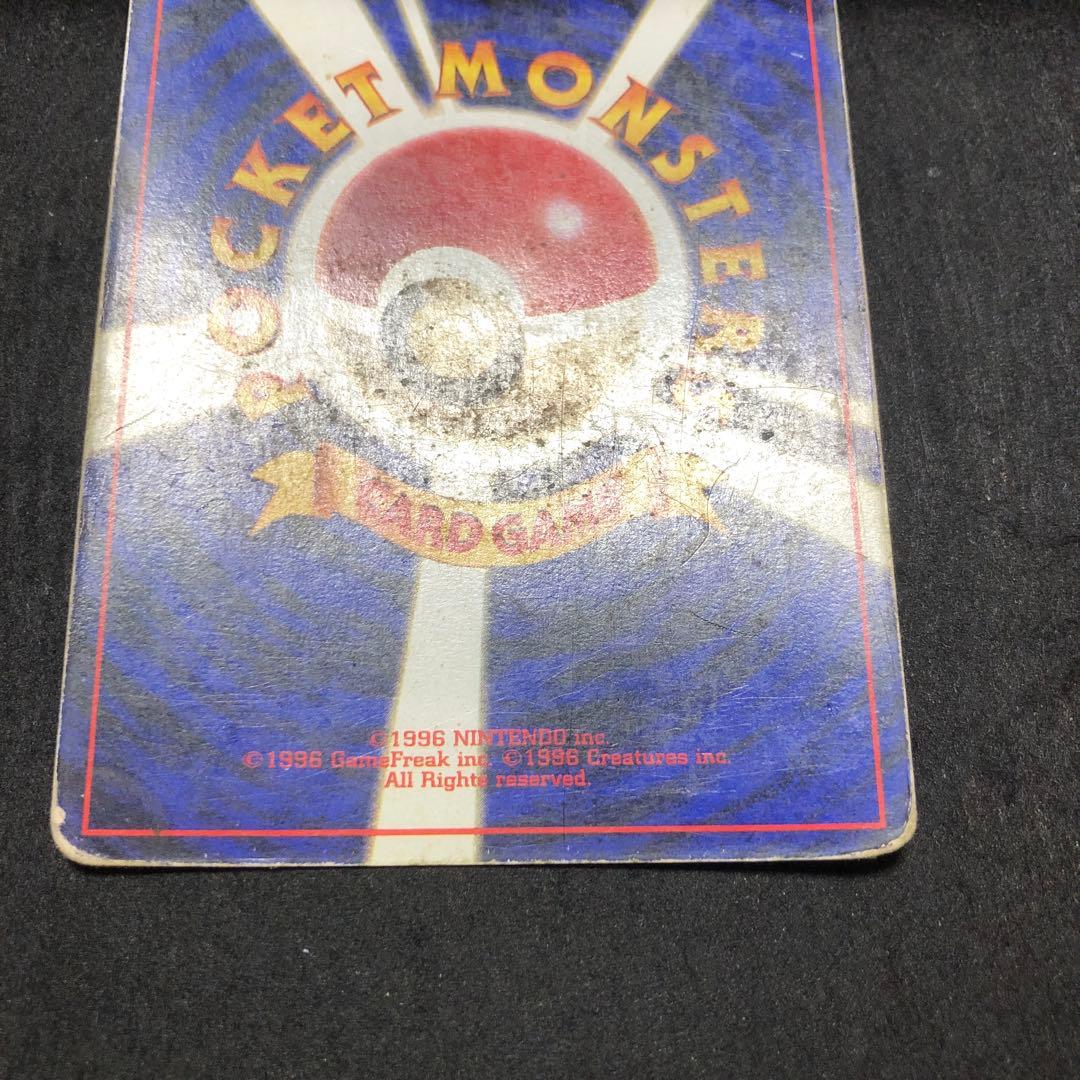 POCKET MONSTERS
CARD GAME
©1996 NINTENDO inc.
©1996 GameFreak inc. ©1996 Creatures inc.
All Rights reserved.